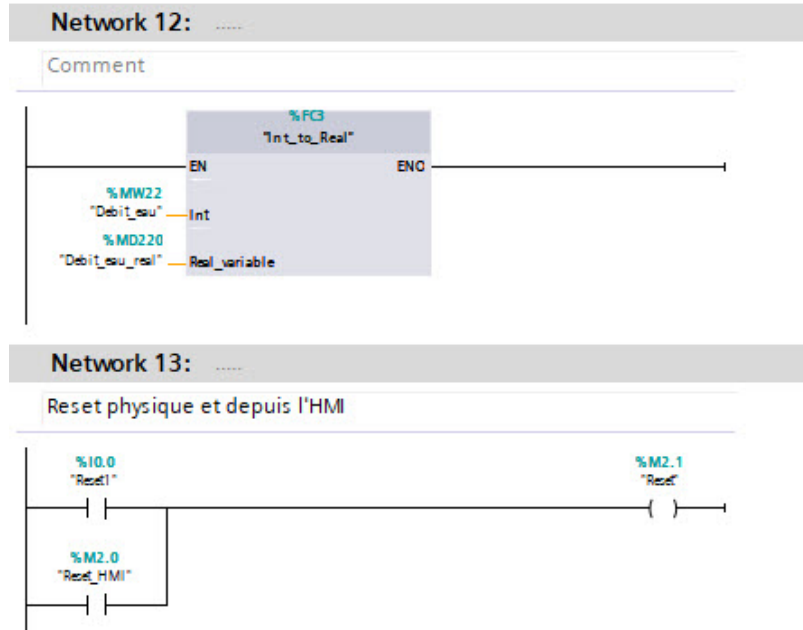 Network 12: .....
Comment
%FC3
"Int_to_Real"
EN ENO
%MW22
"Debit_eau" Int
%MD220
"Debit_eau_real" Real_variable
Network 13: .....
Reset physique et depuis l'HMI
%I0.0 %M2.1
"Reset1" "Reset"
%M2.0
"Reset_HMI"